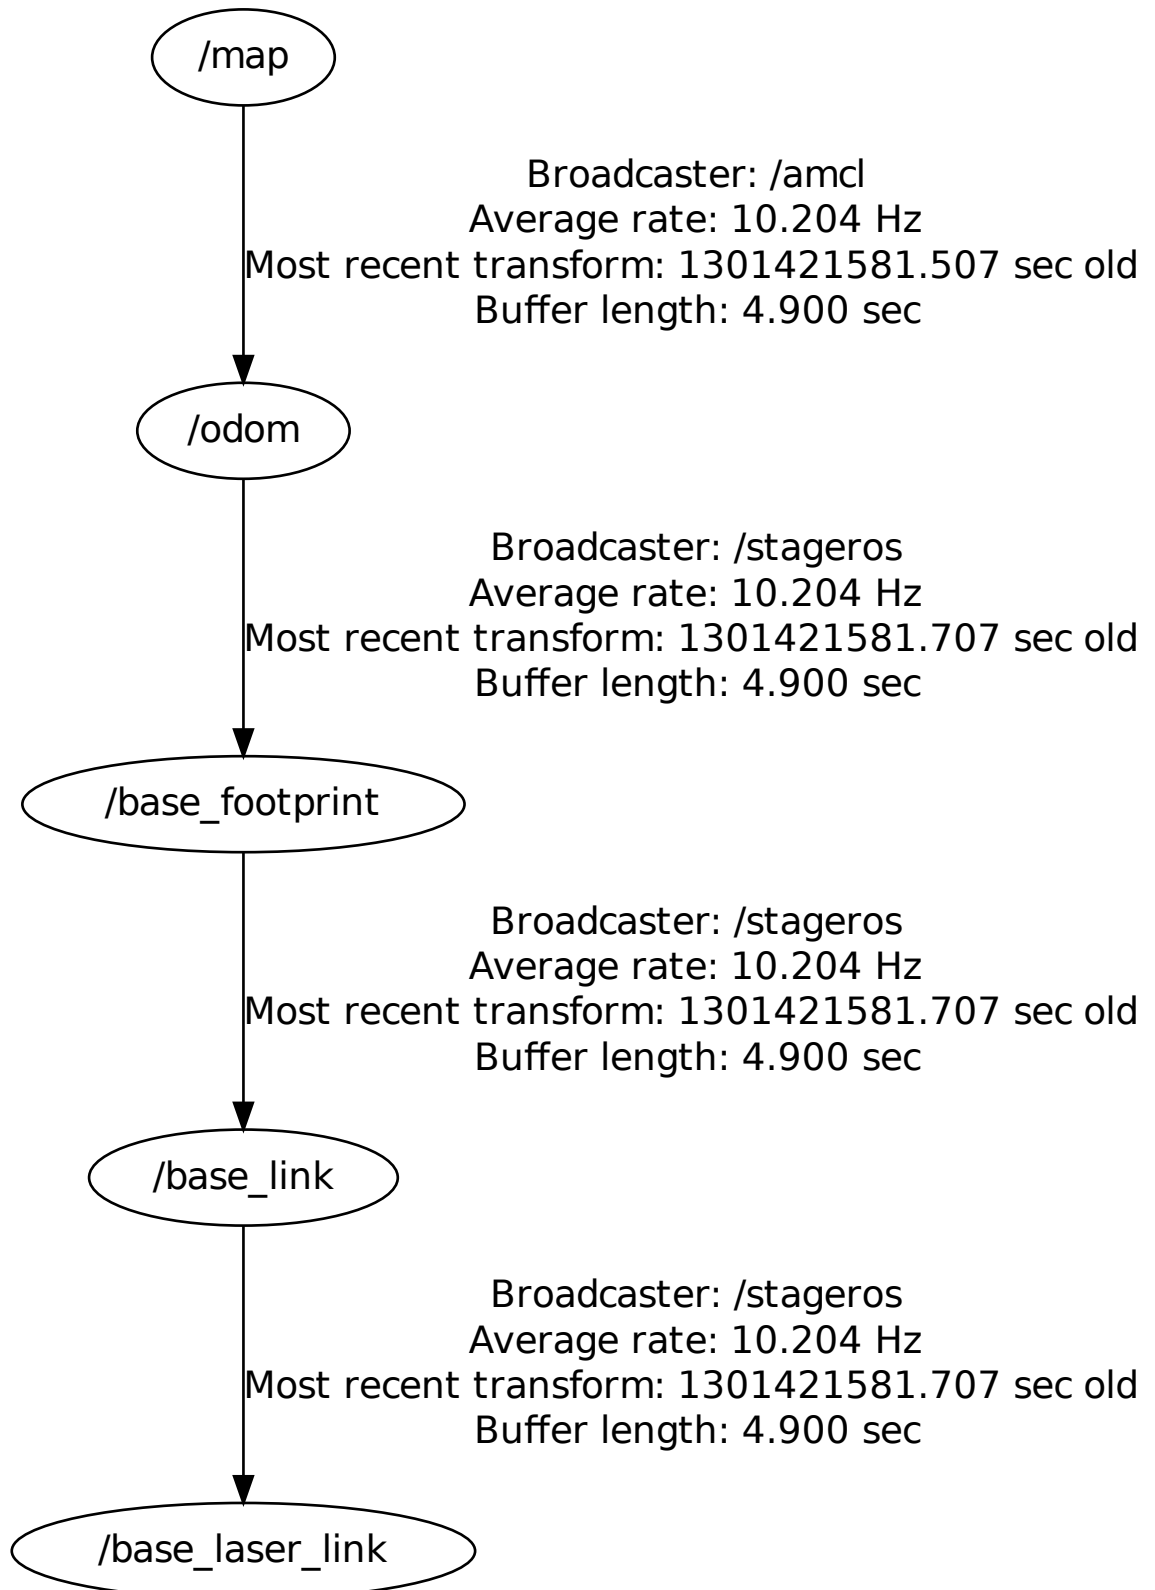 /map
Broadcaster: /amcl
Average rate: 10.204 Hz
Most recent transform: 1301421581.507 sec old
Buffer length: 4.900 sec
/odom
Broadcaster: /stageros
Average rate: 10.204 Hz
Most recent transform: 1301421581.707 sec old
Buffer length: 4.900 sec
/base_footprint
Broadcaster: /stageros
Average rate: 10.204 Hz
Most recent transform: 1301421581.707 sec old
Buffer length: 4.900 sec
/base_link
Broadcaster: /stageros
Average rate: 10.204 Hz
Most recent transform: 1301421581.707 sec old
Buffer length: 4.900 sec
/base_laser_link